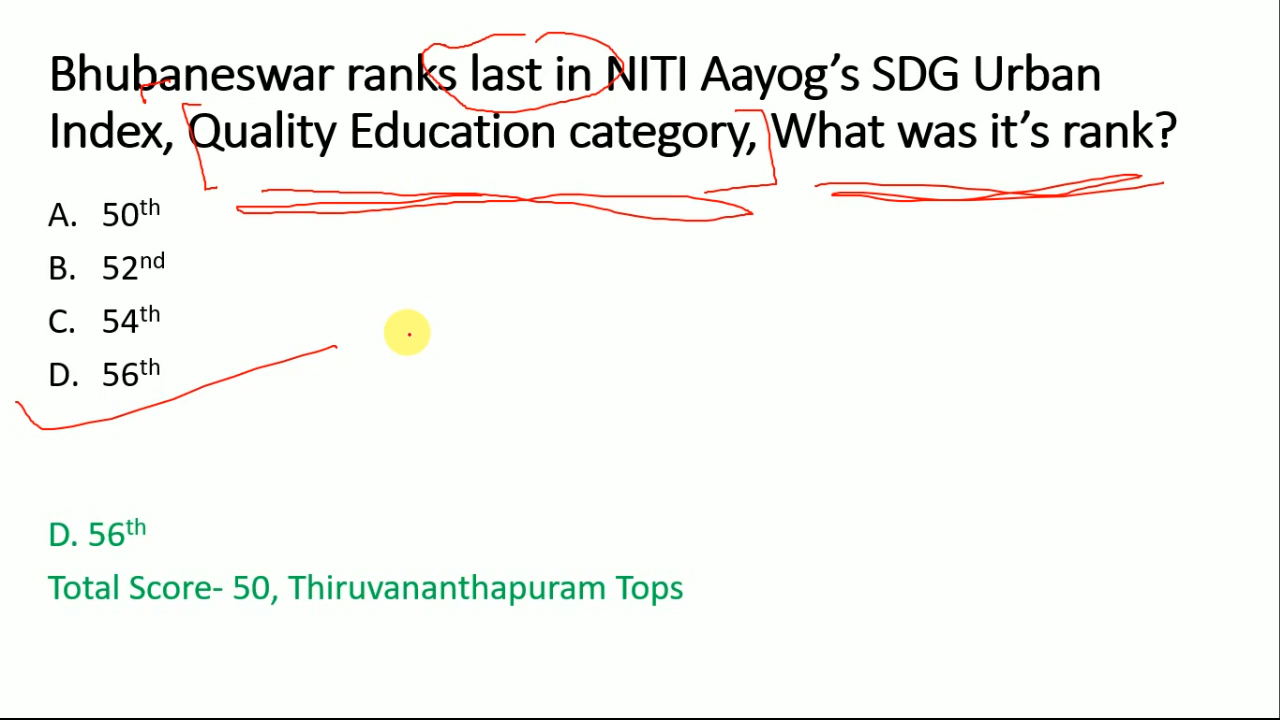 Bhubaneswar ranks last in NITI Aayog’s SDG Urban
Index, Quality Education category, What was it’s rank?
A. 50th
B. 52nd
C. 54th
D. 56th
D. 56th
Total Score- 50, Thiruvananthapuram Tops